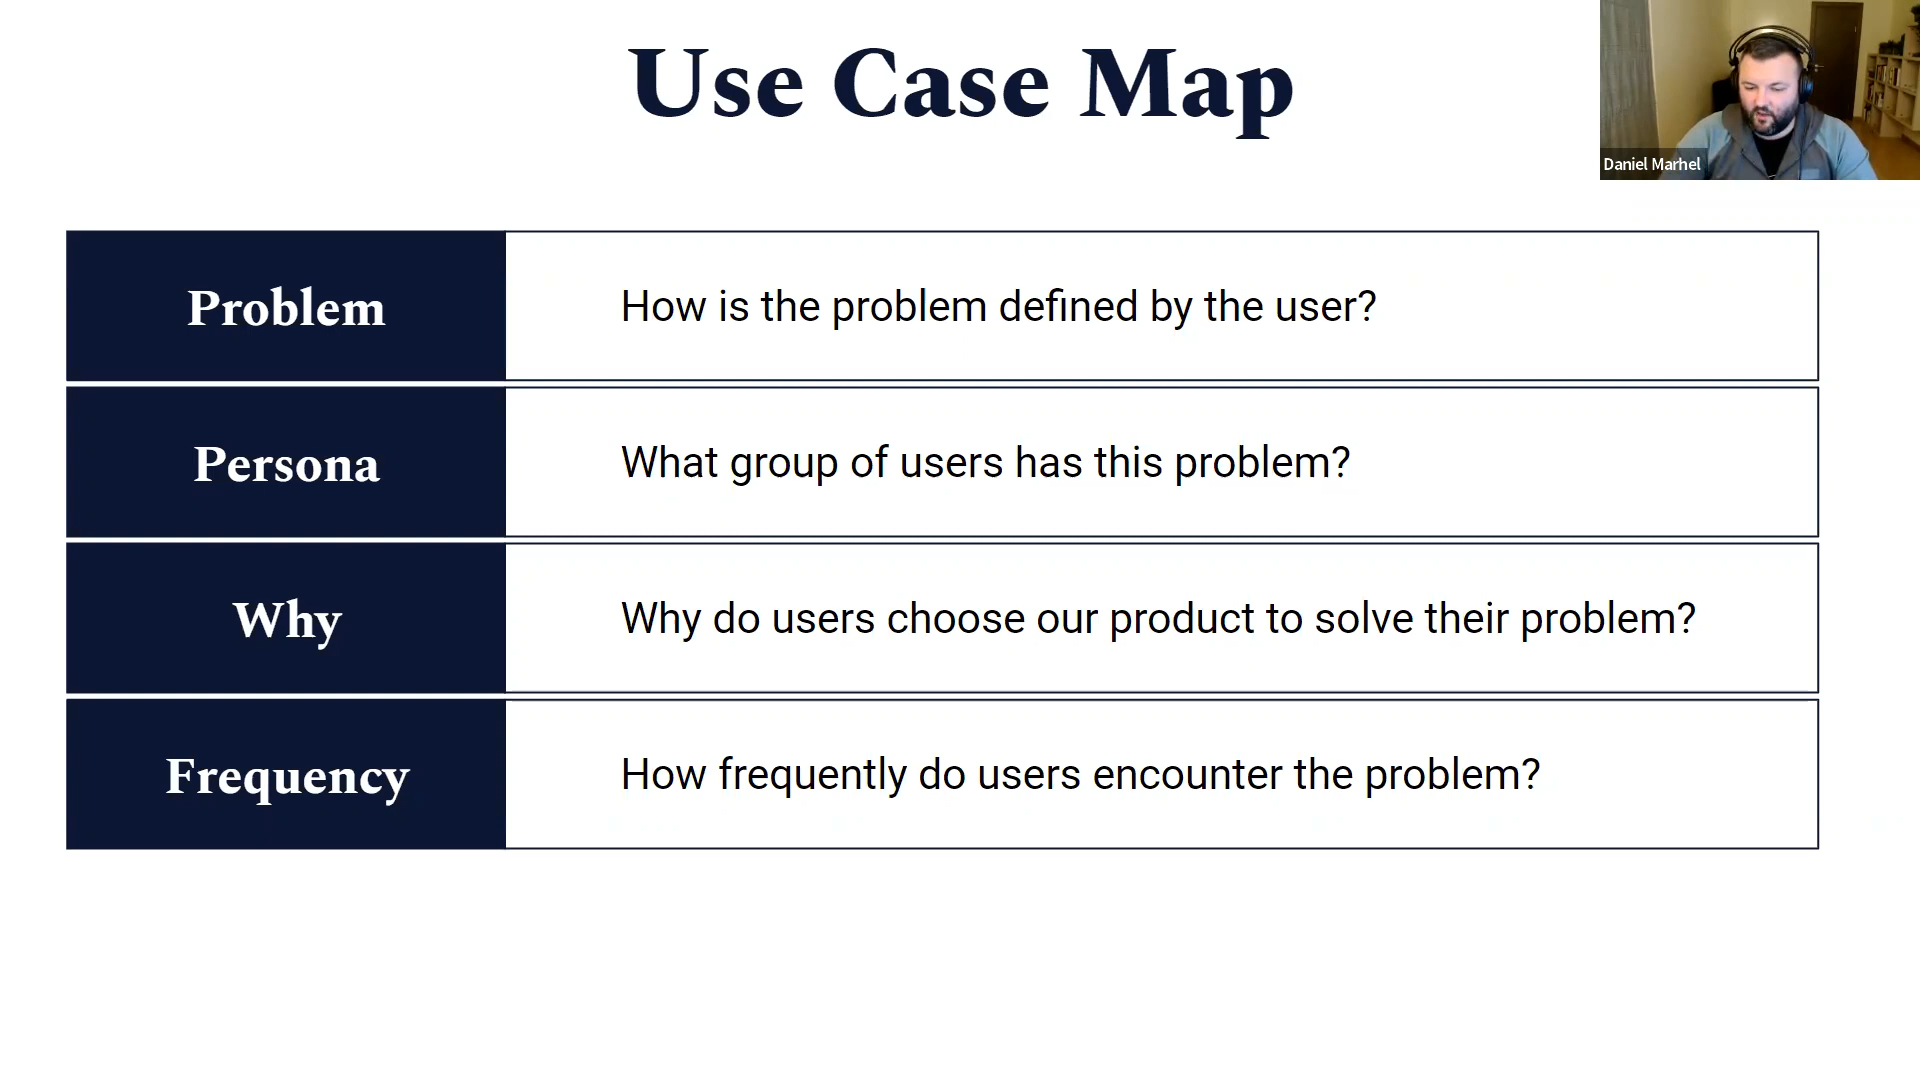 Use Case Map
Daniel Marhel
Problem
How is the problem defined by the user?
Persona
What group of users has this problem?
Why
Why do users choose our product to solve their problem?
Frequency
How frequently do users encounter the problem?